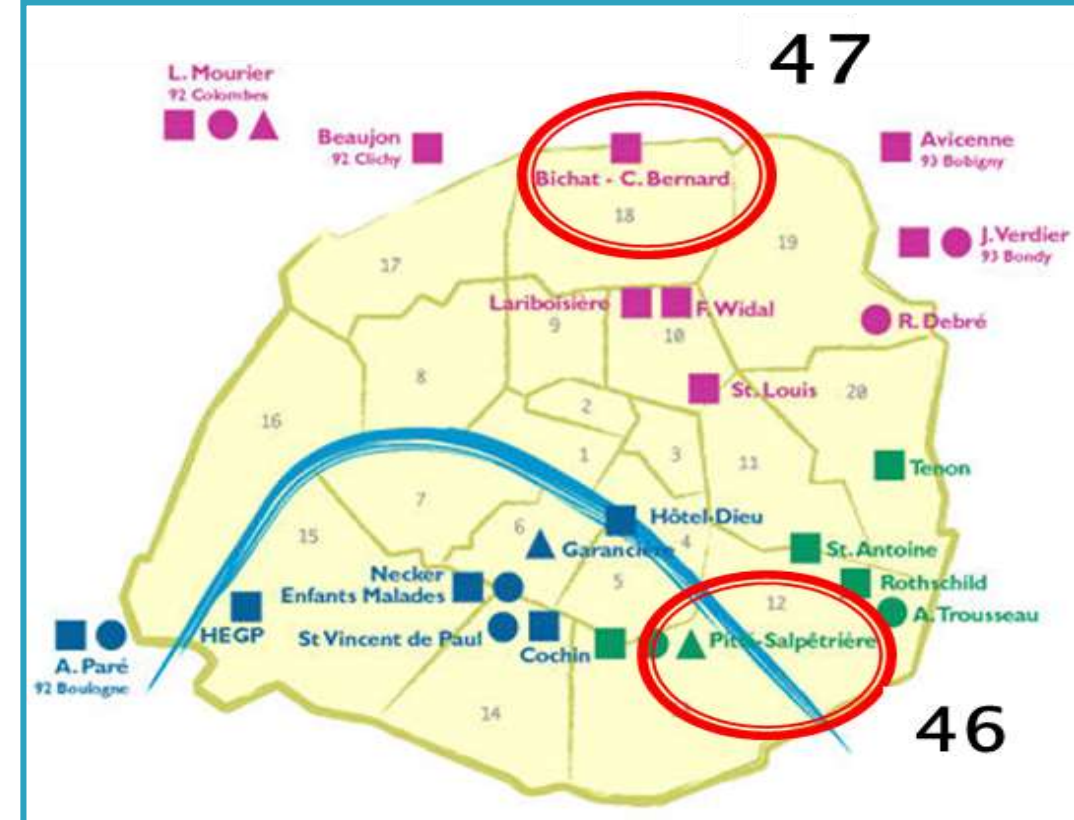 47
L. Mourier
92 Colombes
Beaujon
92 Clichy
Avicenne
93 Bobigny
Bichat - C. Bernard
18
19
J. Verdier
93 Bondy
17
Lariboisière
F. Widal
R. Debré
9
10
8
St. Louis
20
2
16
1
3
11
Tenon
7
Hôtel-Dieu
6
15
4
Garancière
St. Antoine
Necker
Enfants Malades
5
Rothschild
12
A. Trousseau
HEGP
St Vincent de Paul
Cochin
Pitié-Salpêtrière
A. Paré
92 Boulogne
14
46